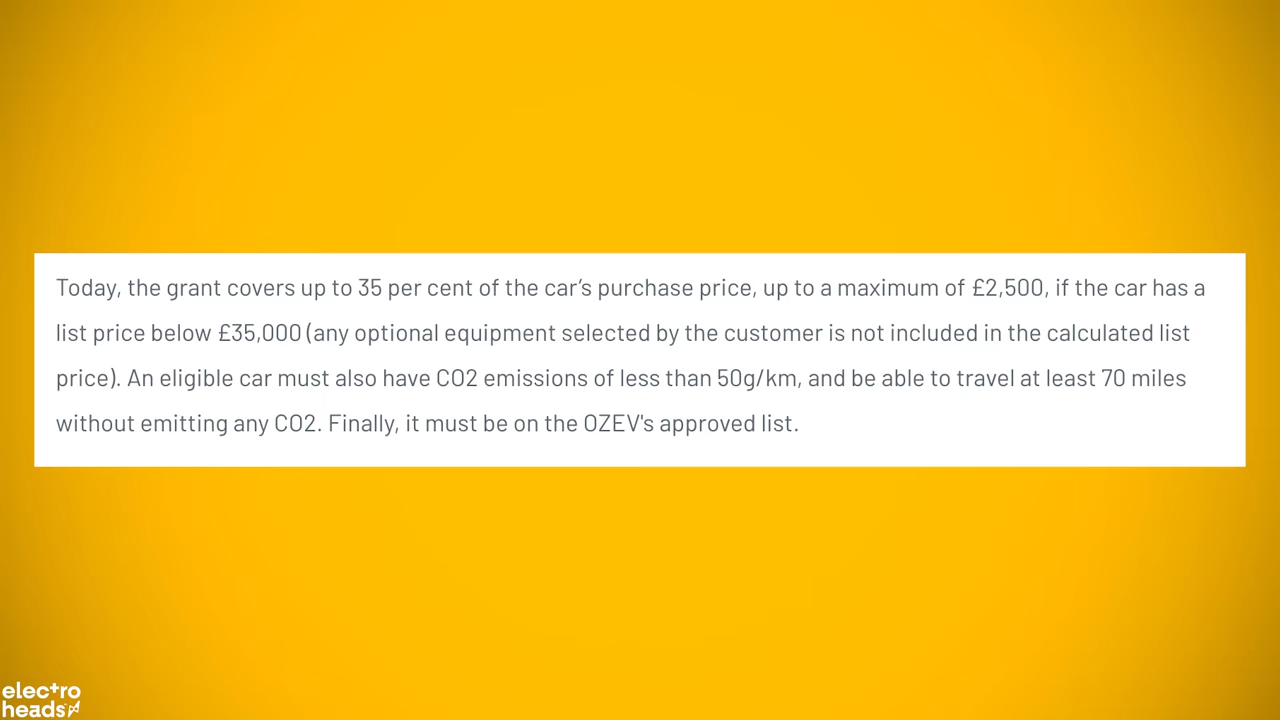 Today, the grant covers up to 35 per cent of the car’s purchase price, up to a maximum of £2,500, if the car has a
list price below £35,000 (any optional equipment selected by the customer is not included in the calculated list
price). An eligible car must also have CO2 emissions of less than 50g/km, and be able to travel at least 70 miles
without emitting any CO2. Finally, it must be on the OZEV's approved list.
electro
heads